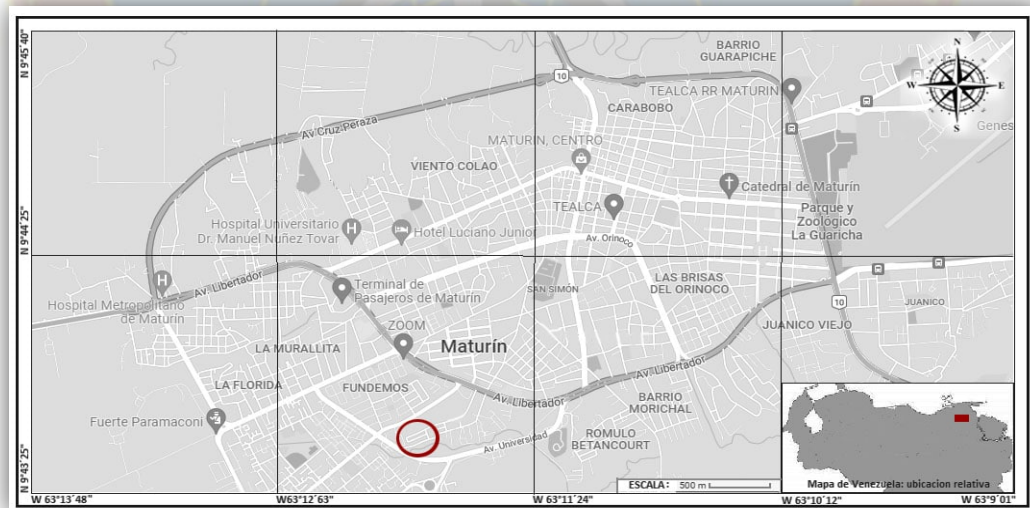 N 9°45´40"
N 9°44´25"
N 9°43´25"
BARRIO
GUARAPICHE
10
TEALCA RR MATURIN
N
W
E
S
CARABOBO
Av Cruz Peraza
MATURIN, CENTRO
VIENTO COLAO
Catedral de Maturín
TEALCA
Parque y
Zoologico
La Guaricha
Hospital Universitario
Dr. Manuel Nuñez Tovar
Hotel Luciano Junior
Av. Orinoco
Av. Libertador
Hospital Metropolitano
de Maturín
Terminal de
Pasajeros de Maturín
SAN SIMÓN
LAS BRISAS
DEL ORINOCO
10
JUANICO
JUANICO VIEJO
ZOOM
Maturín
LA MURALLITA
LA FLORIDA
FUNDEMOS
Av. Libertador
Av. Libertador
BARRIO
MORICHAL
Fuerte Paramaconi
Av. Universidad
ROMULO
BETANCOURT
ESCALA: 500 m
Mapa de Venezuela: ubicacion relativa
W 63°13´48"
W63°12´63"
W 63°11´24"
W 63°10´12"
W 63°9´01"